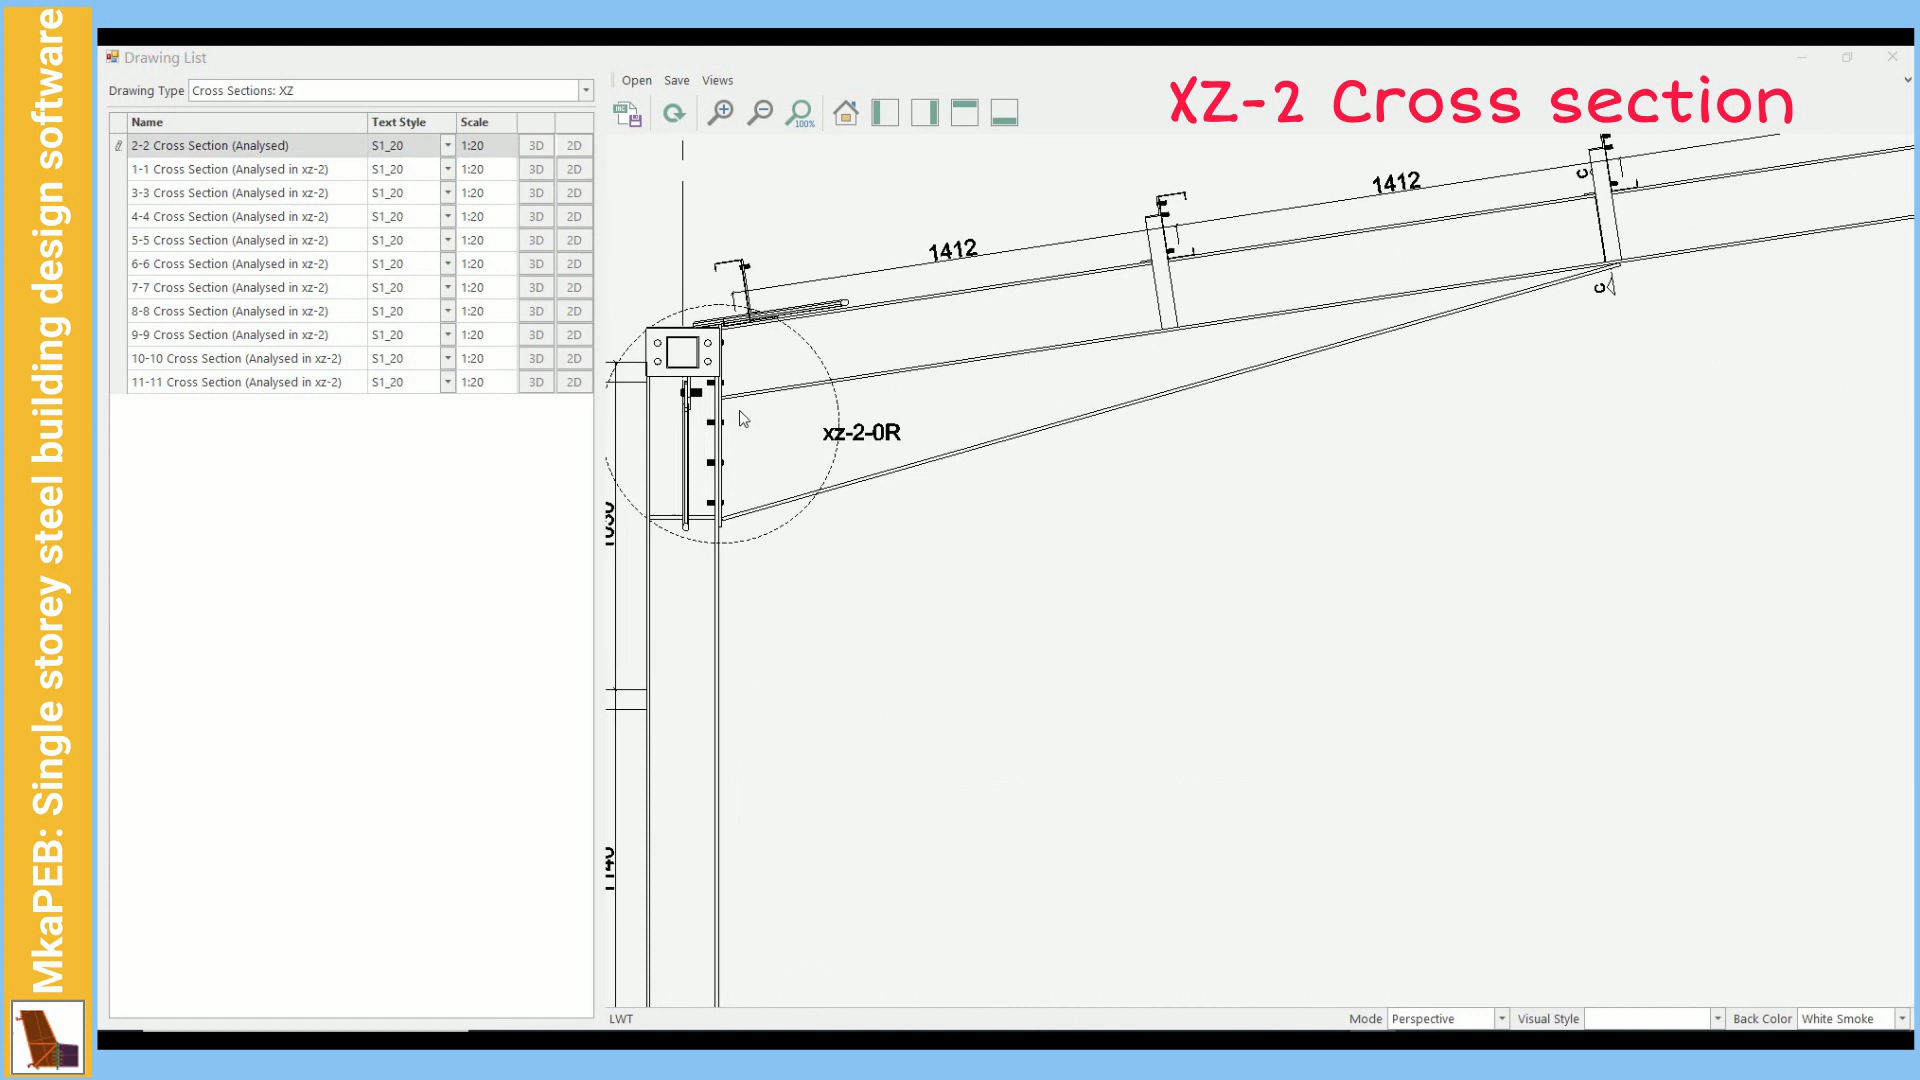 MkaPEB: Single storey steel building design software
Drawing List
Drawing Type Cross Sections: XZ
Name Text Style Scale
2-2 Cross Section (Analysed) S1_20 1:20 3D 2D
1-1 Cross Section (Analysed in xz-2) S1_20 1:20 3D 2D
3-3 Cross Section (Analysed in xz-2) S1_20 1:20 3D 2D
4-4 Cross Section (Analysed in xz-2) S1_20 1:20 3D 2D
5-5 Cross Section (Analysed in xz-2) S1_20 1:20 3D 2D
6-6 Cross Section (Analysed in xz-2) S1_20 1:20 3D 2D
7-7 Cross Section (Analysed in xz-2) S1_20 1:20 3D 2D
8-8 Cross Section (Analysed in xz-2) S1_20 1:20 3D 2D
9-9 Cross Section (Analysed in xz-2) S1_20 1:20 3D 2D
10-10 Cross Section (Analysed in xz-2) S1_20 1:20 3D 2D
11-11 Cross Section (Analysed in xz-2) S1_20 1:20 3D 2D
Open Save Views
100%
XZ-2 Cross section
1412
1412
C
C
xz-2-0R
LWT
Mode Perspective Visual Style Back Color White Smoke